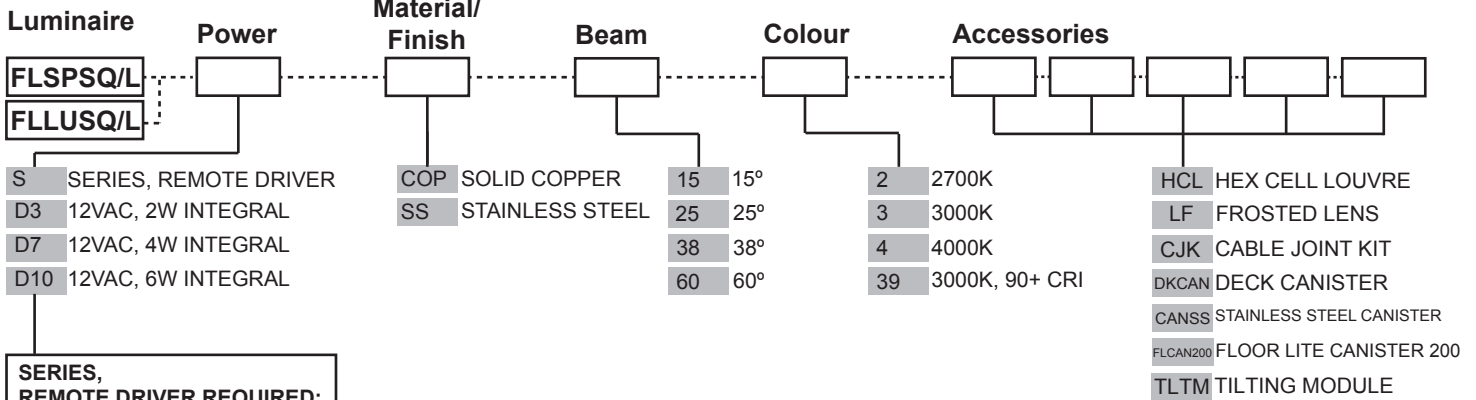 Luminaire
Power
Material/
Finish
Beam
Colour
Accessories
FLSPSQ/L
FLLUSQ/L
S SERIES, REMOTE DRIVER
D3 12VAC, 2W INTEGRAL
D7 12VAC, 4W INTEGRAL
D10 12VAC, 6W INTEGRAL
COP SOLID COPPER
SS STAINLESS STEEL
15 15º
25 25º
38 38º
60 60º
2 2700K
3 3000K
4 4000K
39 3000K, 90+ CRI
HCL HEX CELL LOUVRE
LF FROSTED LENS
CJK CABLE JOINT KIT
DKCAN DECK CANISTER
CANSS STAINLESS STEEL CANISTER
FLCAN200 FLOOR LITE CANISTER 200
TLTM TILTING MODULE
SERIES,
REMOTE DRIVER REQUIRED: